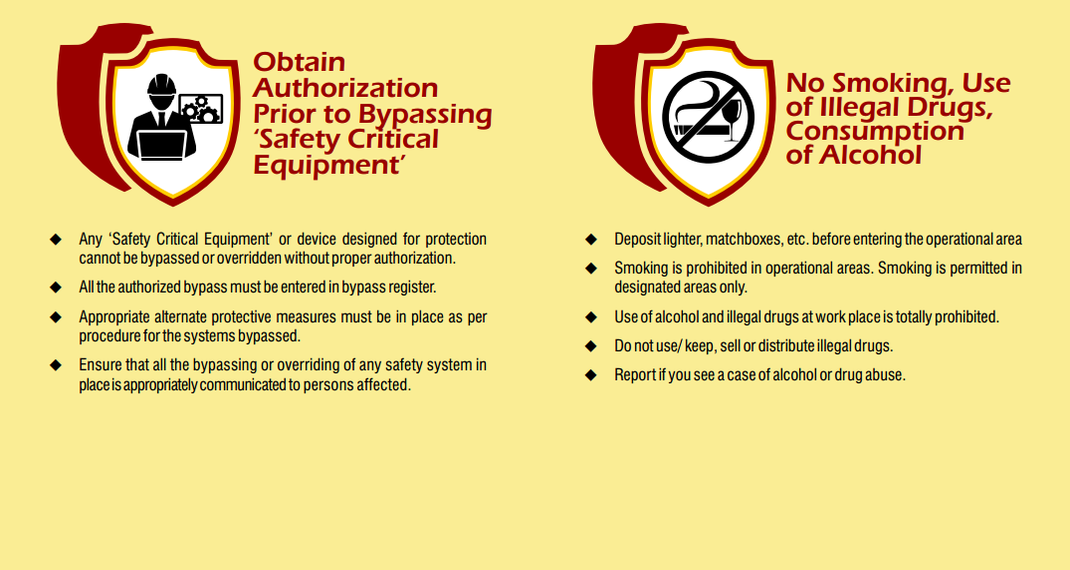 Obtain
Authorization
Prior to Bypassing
‘Safety Critical
Equipment’
◆ Any ‘Safety Critical Equipment’ or device designed for protection
cannot be bypassed or overridden without proper authorization.
◆ All the authorized bypass must be entered in bypass register.
◆ Appropriate alternate protective measures must be in place as per
procedure for the systems bypassed.
◆ Ensure that all the bypassing or overriding of any safety system in
place is appropriately communicated to persons affected.
No Smoking, Use
of Illegal Drugs,
Consumption
of Alcohol
◆ Deposit lighter, matchboxes, etc. before entering the operational area
◆ Smoking is prohibited in operational areas. Smoking is permitted in
designated areas only.
◆ Use of alcohol and illegal drugs at work place is totally prohibited.
◆ Do not use/ keep, sell or distribute illegal drugs.
◆ Report if you see a case of alcohol or drug abuse.